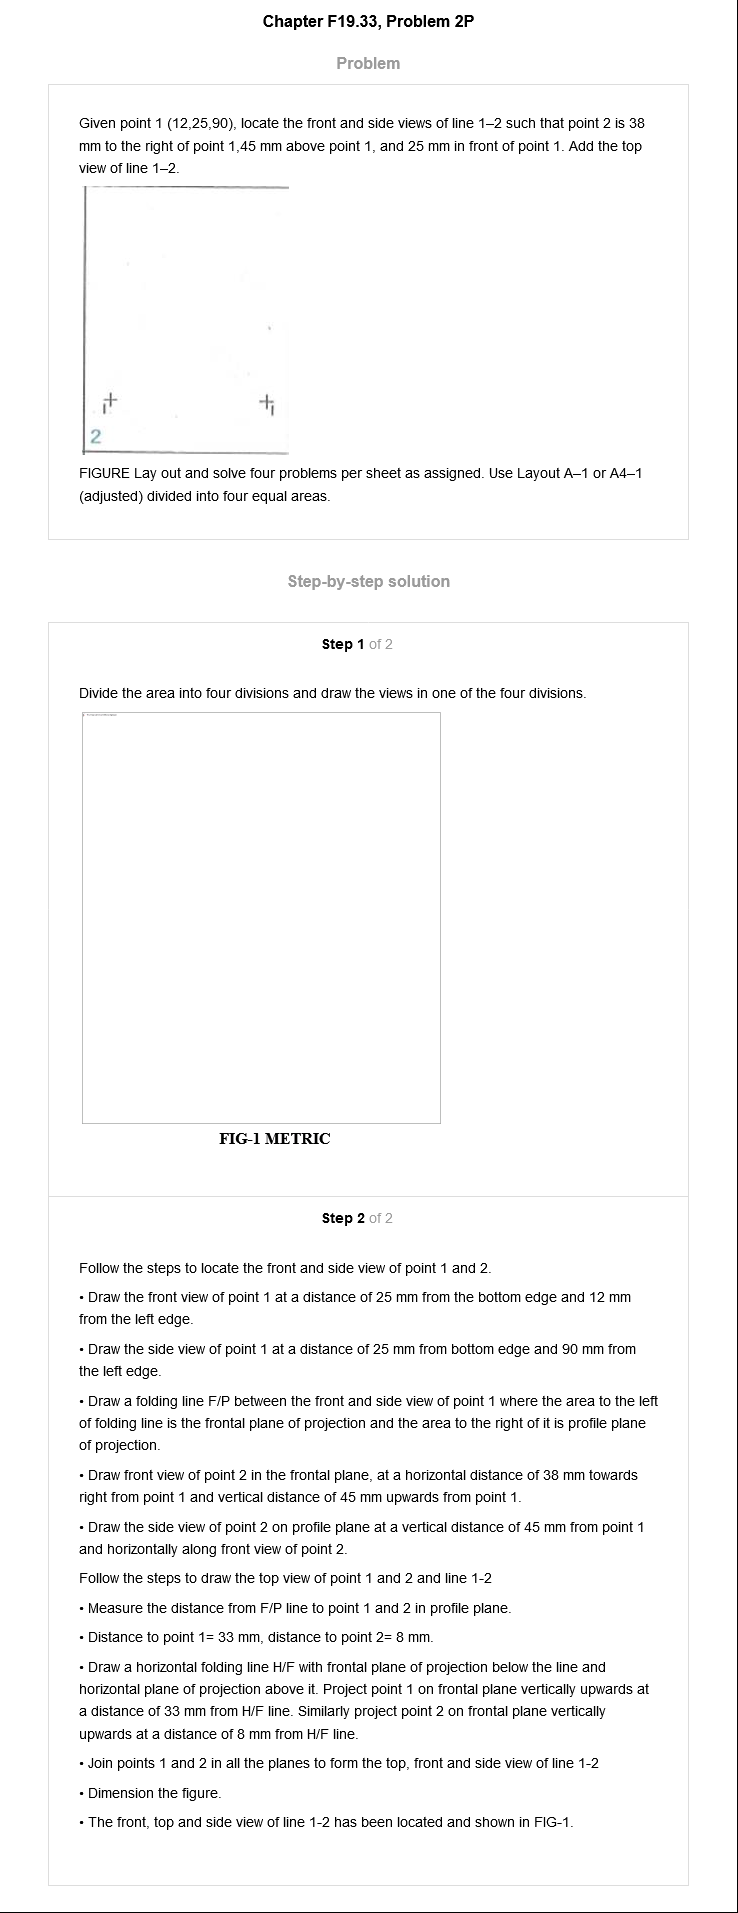 Chapter F19.33, Problem 2P
Problem
Given point 1 (12,25,90), locate the front and side views of line 1–2 such that point 2 is 38
mm to the right of point 1,45 mm above point 1, and 25 mm in front of point 1. Add the top
view of line 1–2.
1
1
2
FIGURE Lay out and solve four problems per sheet as assigned. Use Layout A–1 or A4–1
(adjusted) divided into four equal areas.
Step-by-step solution
Step 1 of 2
Divide the area into four divisions and draw the views in one of the four divisions.
FIG-1 METRIC
Step 2 of 2
Follow the steps to locate the front and side view of point 1 and 2.
• Draw the front view of point 1 at a distance of 25 mm from the bottom edge and 12 mm
from the left edge.
• Draw the side view of point 1 at a distance of 25 mm from bottom edge and 90 mm from
the left edge.
• Draw a folding line F/P between the front and side view of point 1 where the area to the left
of folding line is the frontal plane of projection and the area to the right of it is profile plane
of projection.
• Draw front view of point 2 in the frontal plane, at a horizontal distance of 38 mm towards
right from point 1 and vertical distance of 45 mm upwards from point 1.
• Draw the side view of point 2 on profile plane at a vertical distance of 45 mm from point 1
and horizontally along front view of point 2.
Follow the steps to draw the top view of point 1 and 2 and line 1-2
• Measure the distance from F/P line to point 1 and 2 in profile plane.
• Distance to point 1= 33 mm, distance to point 2= 8 mm.
• Draw a horizontal folding line H/F with frontal plane of projection below the line and
horizontal plane of projection above it. Project point 1 on frontal plane vertically upwards at
a distance of 33 mm from H/F line. Similarly project point 2 on frontal plane vertically
upwards at a distance of 8 mm from H/F line.
• Join points 1 and 2 in all the planes to form the top, front and side view of line 1-2
• Dimension the figure.
• The front, top and side view of line 1-2 has been located and shown in FIG-1.